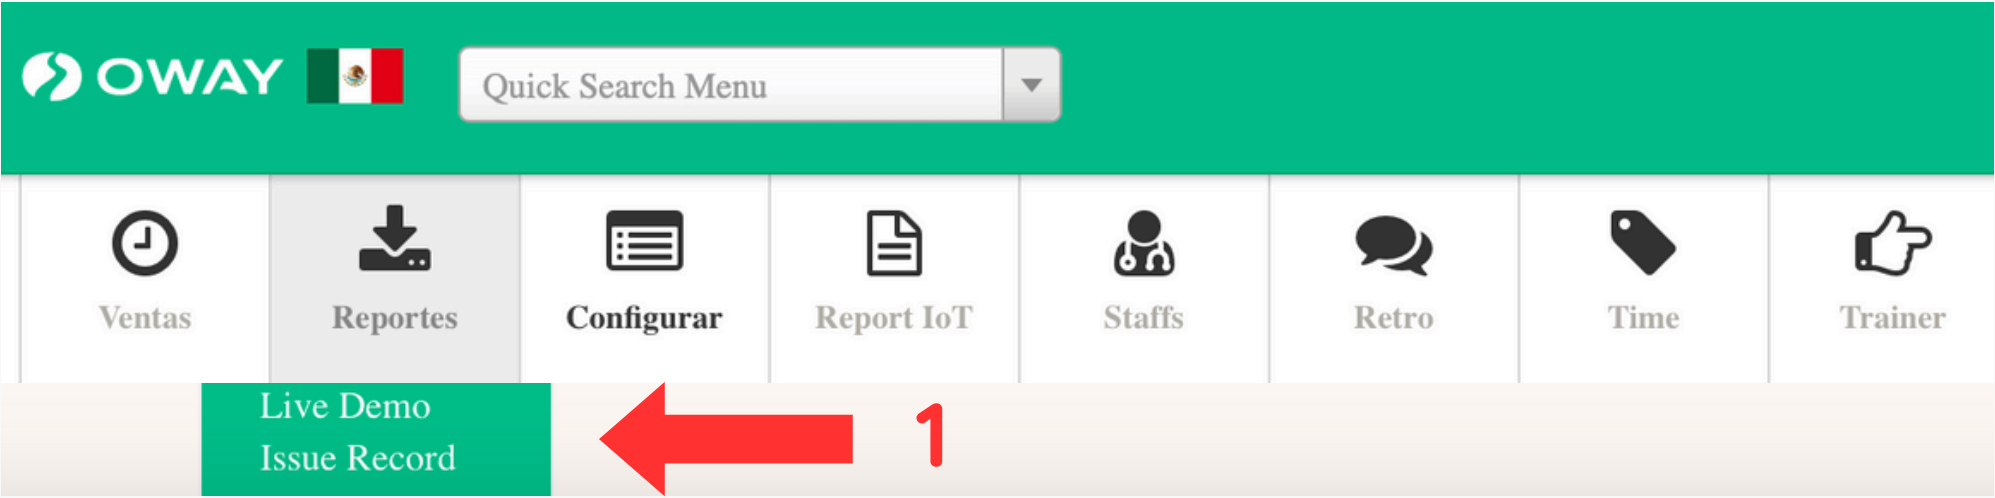 OWAY
Quick Search Menu
Ventas
Reportes
Configurar
Report IoT
Staffs
Retro
Time
Trainer
Live Demo
Issue Record
1